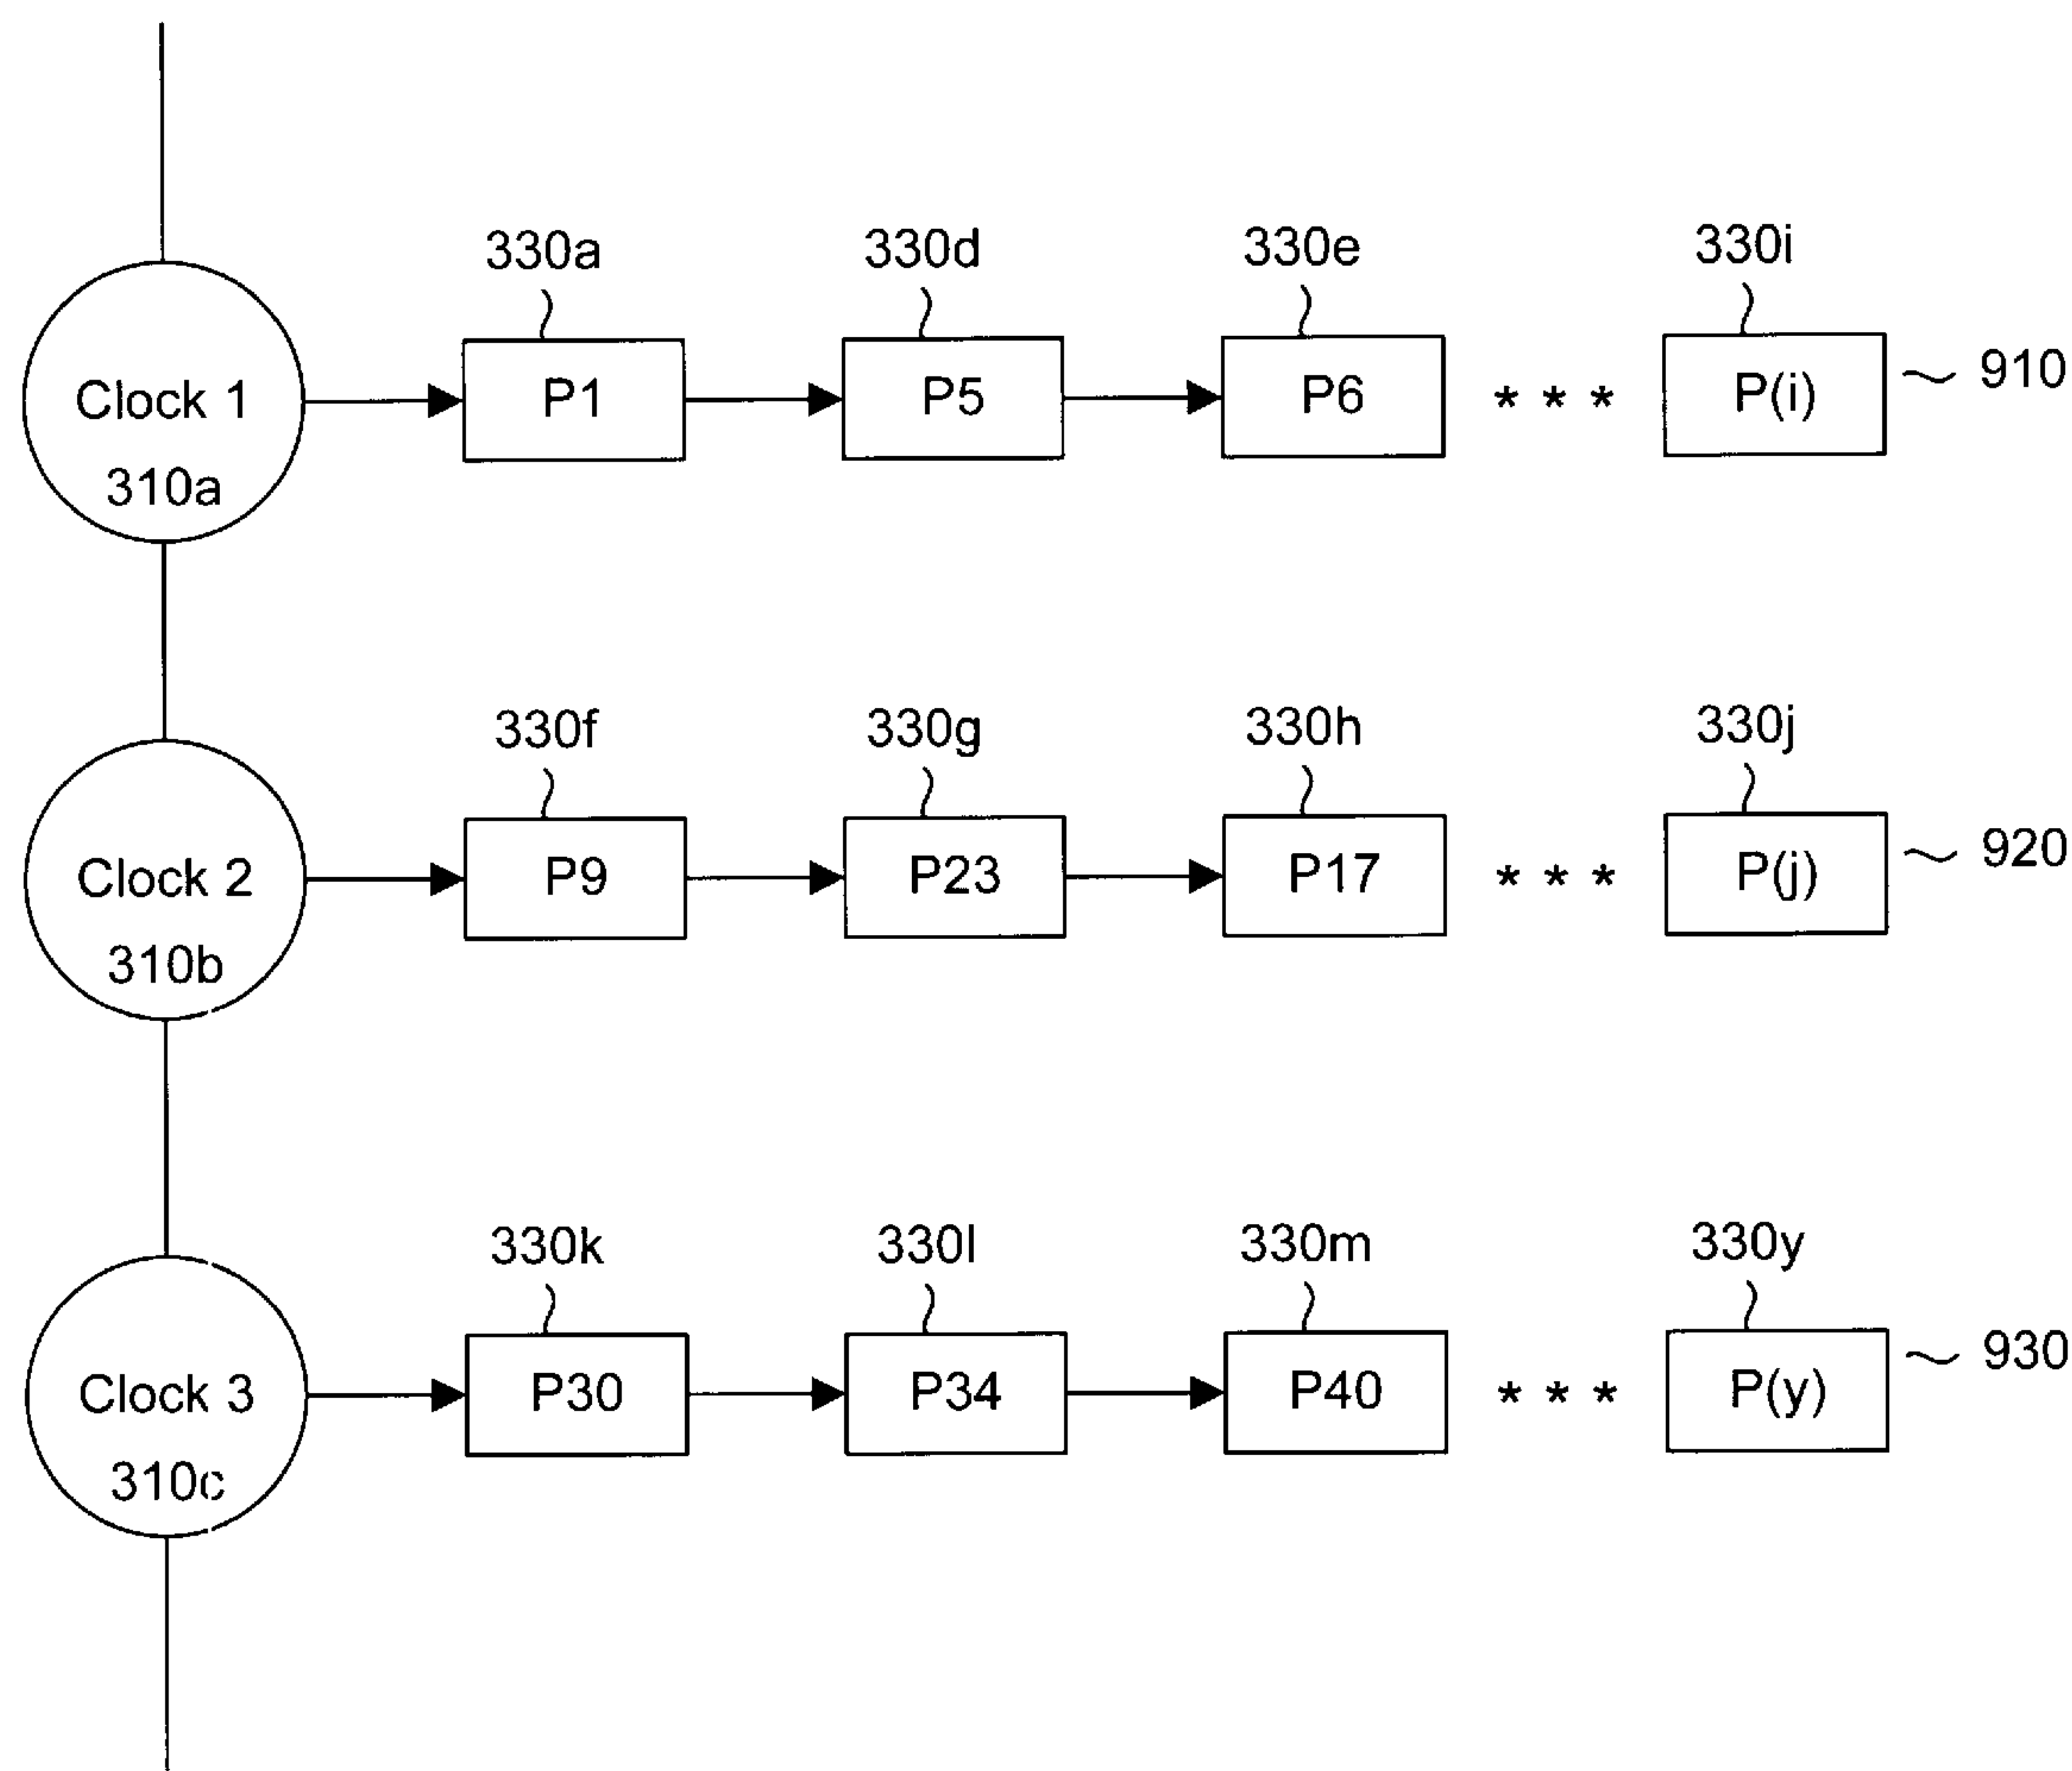 330a 330d 330e 330i
Clock 1 P1 P5 P6 * * * P(i) 910
310a
330f 330g 330h 330j
Clock 2 P9 P23 P17 * * * P(j) 920
310b
330k 330l 330m 330y
Clock 3 P30 P34 P40 * * * P(y) 930
310c